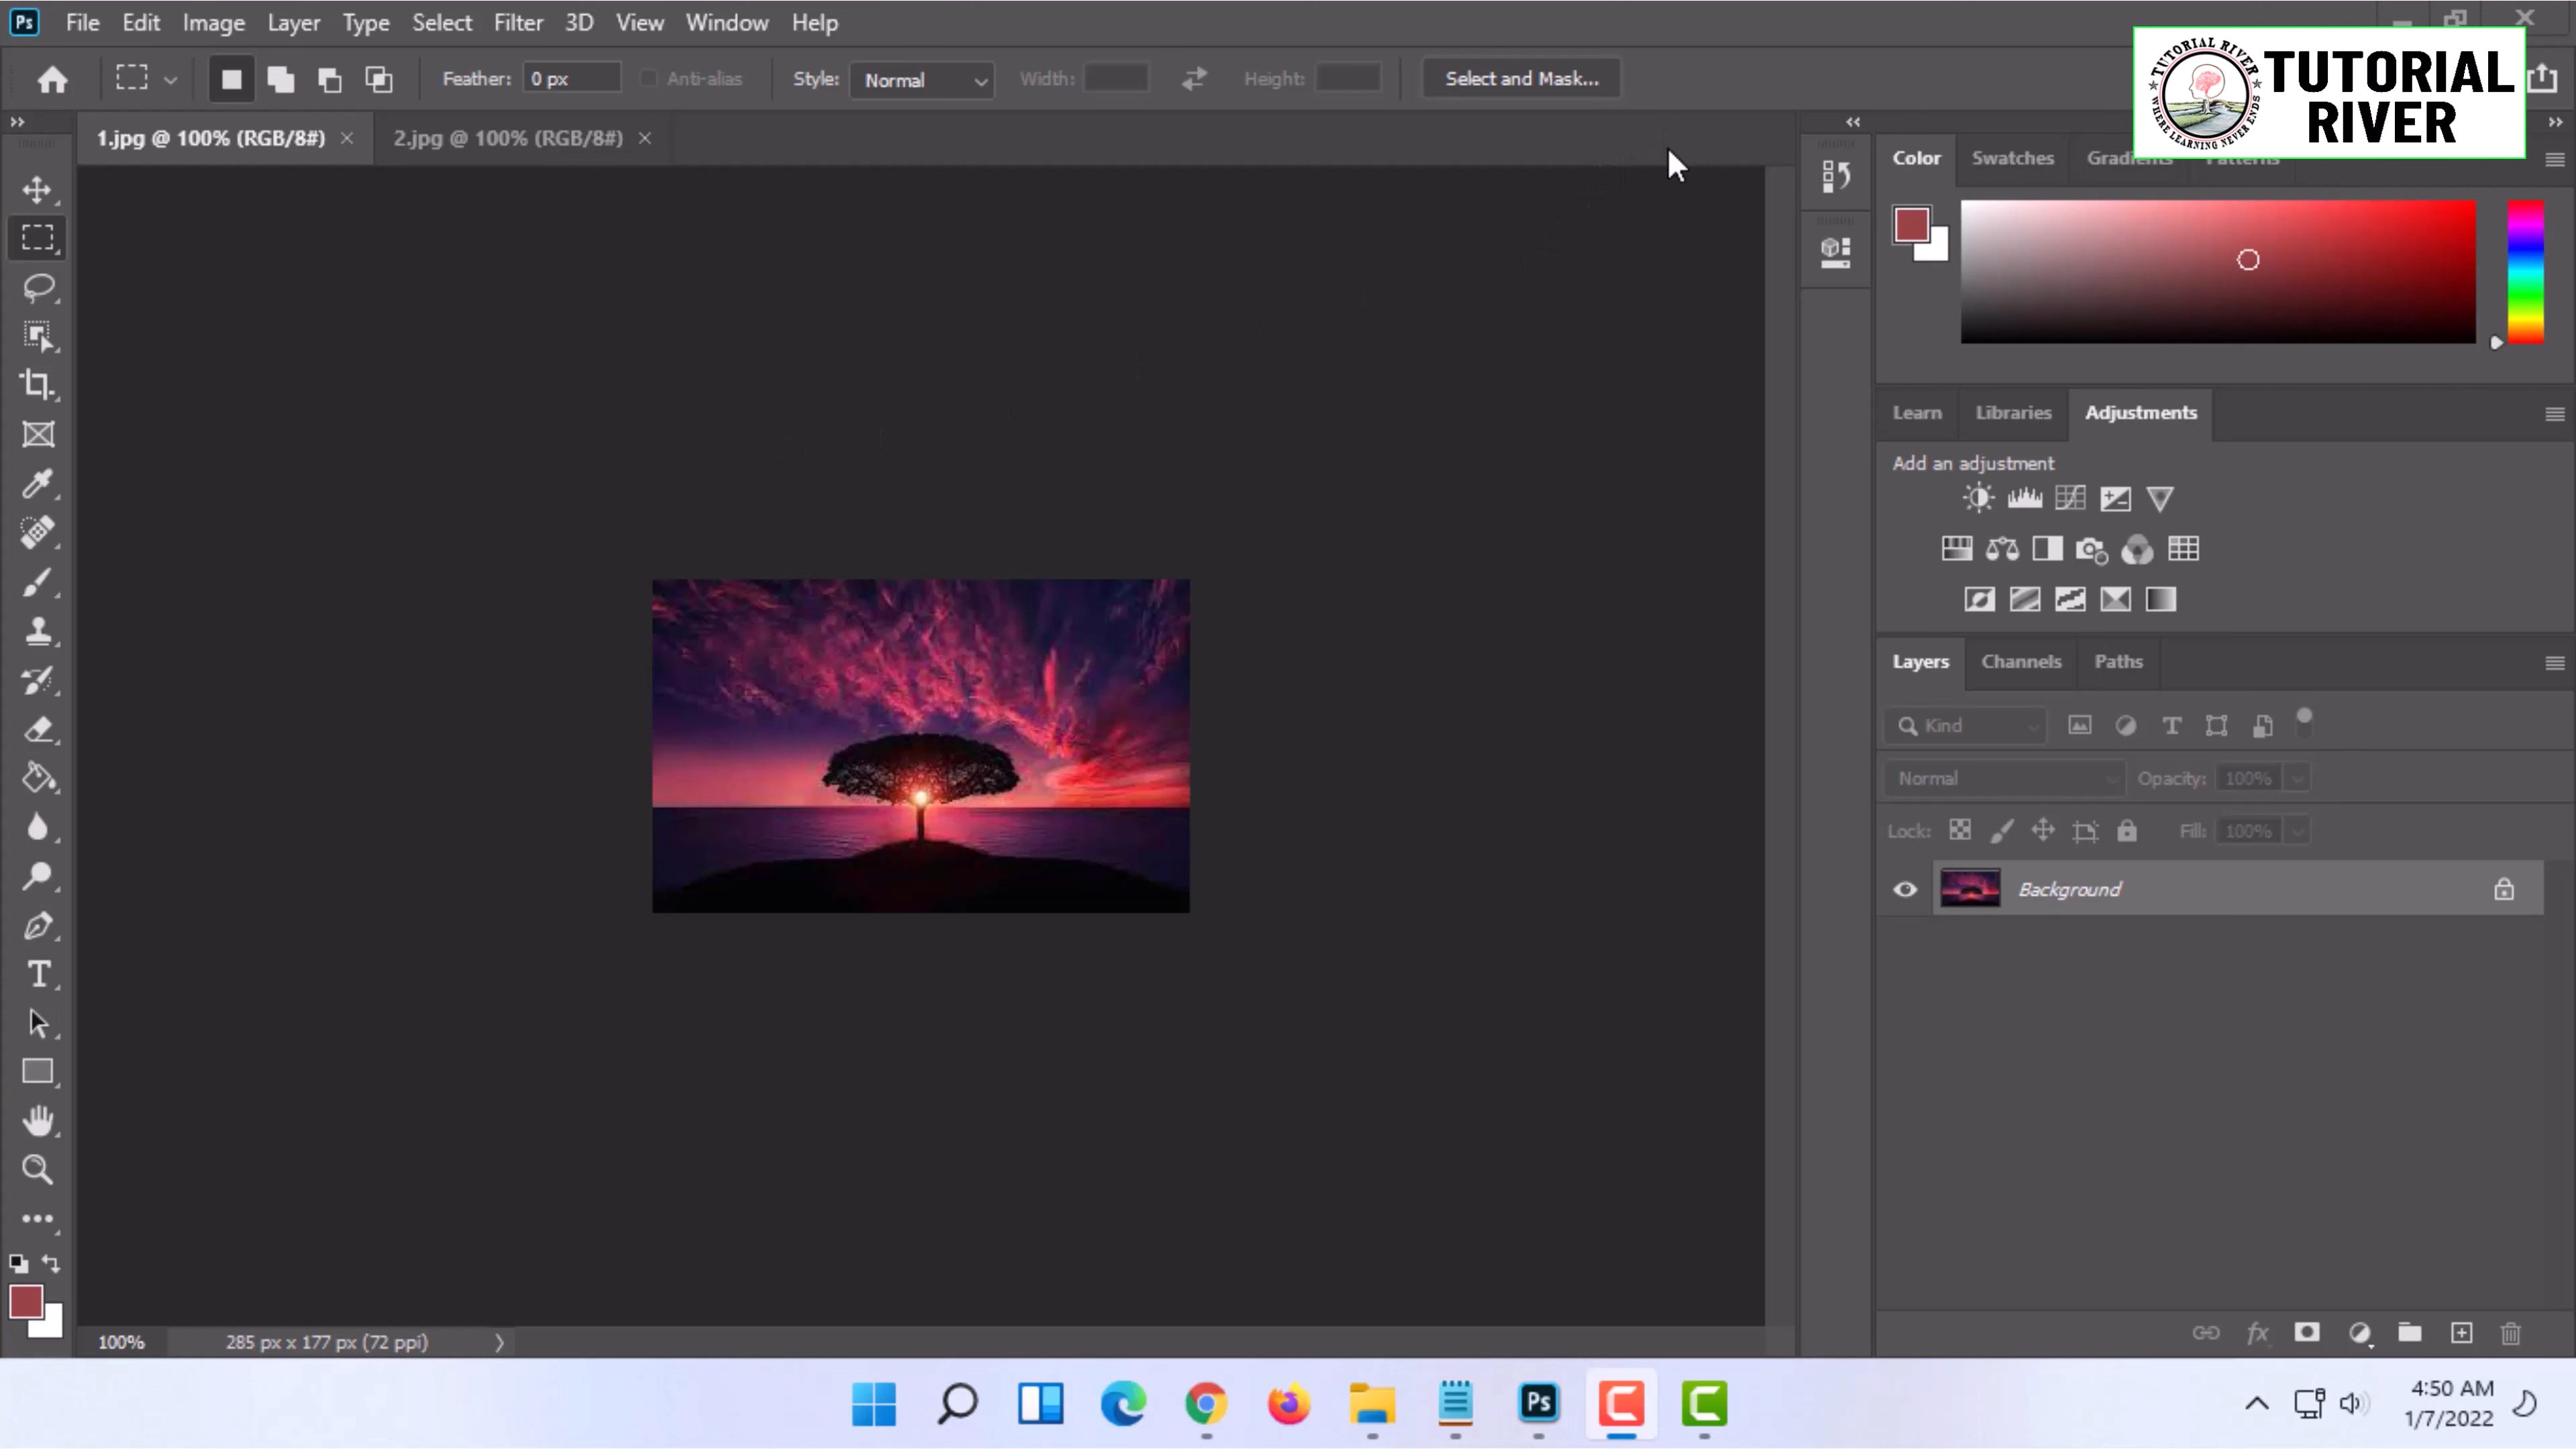 Ps File Edit Image Layer Type Select Filter 3D View Window Help
Feather: 0 px Anti-alias Style: Normal Width: Height: Select and Mask...
TUTORIAL RIVER
WHERE LEARNING NEVER ENDS
TUTORIAL
RIVER
1.jpg @ 100% (RGB/8#) × 2.jpg @ 100% (RGB/8#) ×
Color Swatches Gradients Patterns
Learn Libraries Adjustments
Add an adjustment
Layers Channels Paths
Kind
Normal Opacity: 100%
Lock: Fill: 100%
Background
fx
100% 285 px x 177 px (72 ppi)
Ps
4:50 AM
1/7/2022